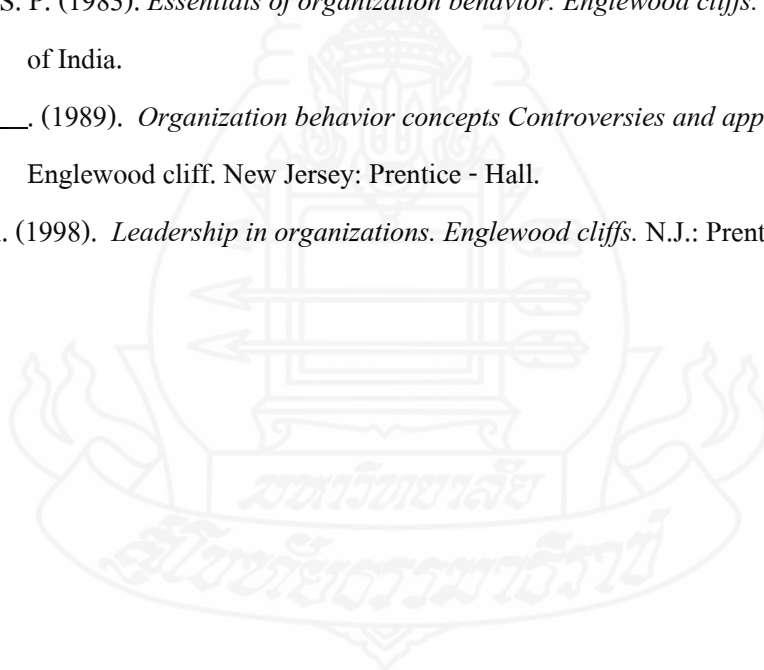 S. P. (1983). Essentials of organization behavior. Englewood cliffs.
of India.
__. (1989). Organization behavior concepts Controversies and app
Englewood cliff. New Jersey: Prentice - Hall.
. (1998). Leadership in organizations. Englewood cliffs. N.J.: Prent
มหาวิทยาลัย
สุโขทัยธรรมาธิราช